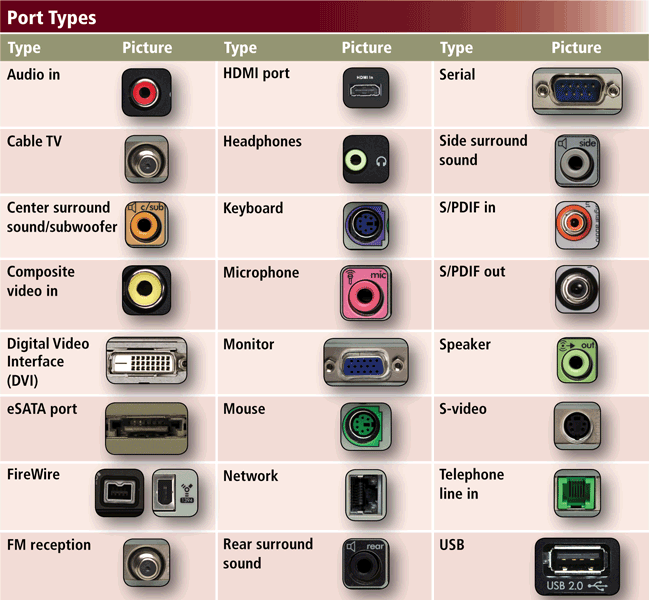 Port Types
Type Picture Type Picture Type Picture
Audio in
HDMI port
HDMI in
Serial
Cable TV
Headphones
Side surround
sound
side
Center surround
sound/subwoofer
c/sub
Keyboard
S/PDIF in
Composite
video in
Microphone
mic
S/PDIF out
Digital Video
Interface
(DVI)
Monitor
Speaker
out
eSATA port
Mouse
S-video
FireWire
Network
Telephone
line in
FM reception
Rear surround
sound
rear
USB
USB 2.0